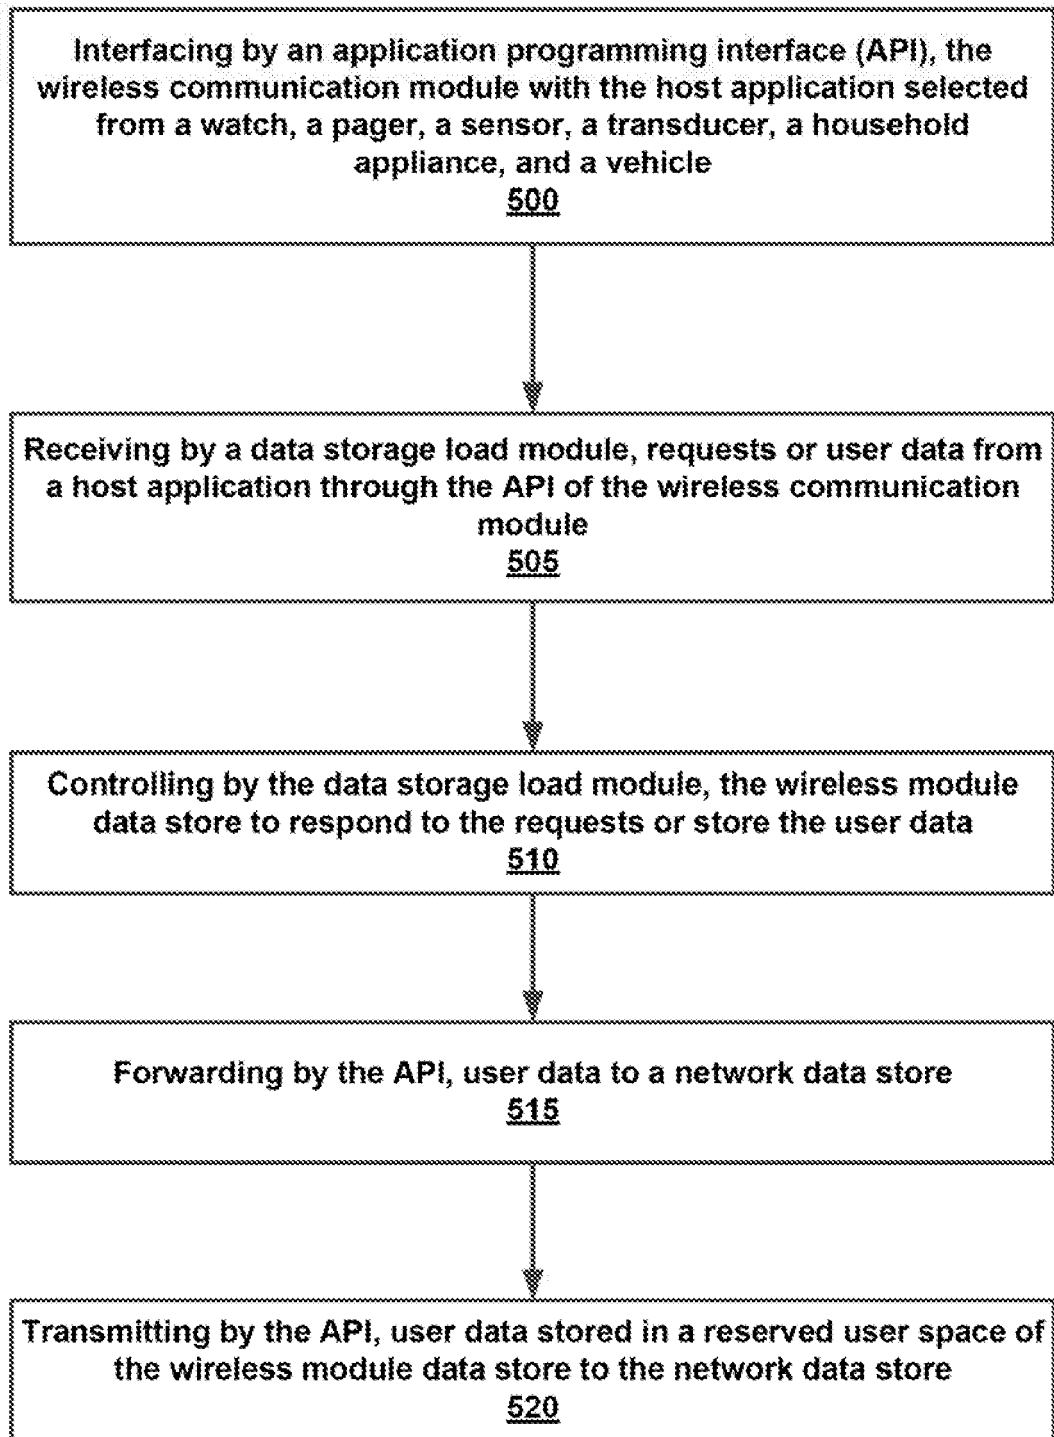 Interfacing by an application programming interface (API), the
wireless communication module with the host application selected
from a watch, a pager, a sensor, a transducer, a household
appliance, and a vehicle
500
Receiving by a data storage load module, requests or user data from
a host application through the API of the wireless communication
module
505
Controlling by the data storage load module, the wireless module
data store to respond to the requests or store the user data
510
Forwarding by the API, user data to a network data store
515
Transmitting by the API, user data stored in a reserved user space of
the wireless module data store to the network data store
520